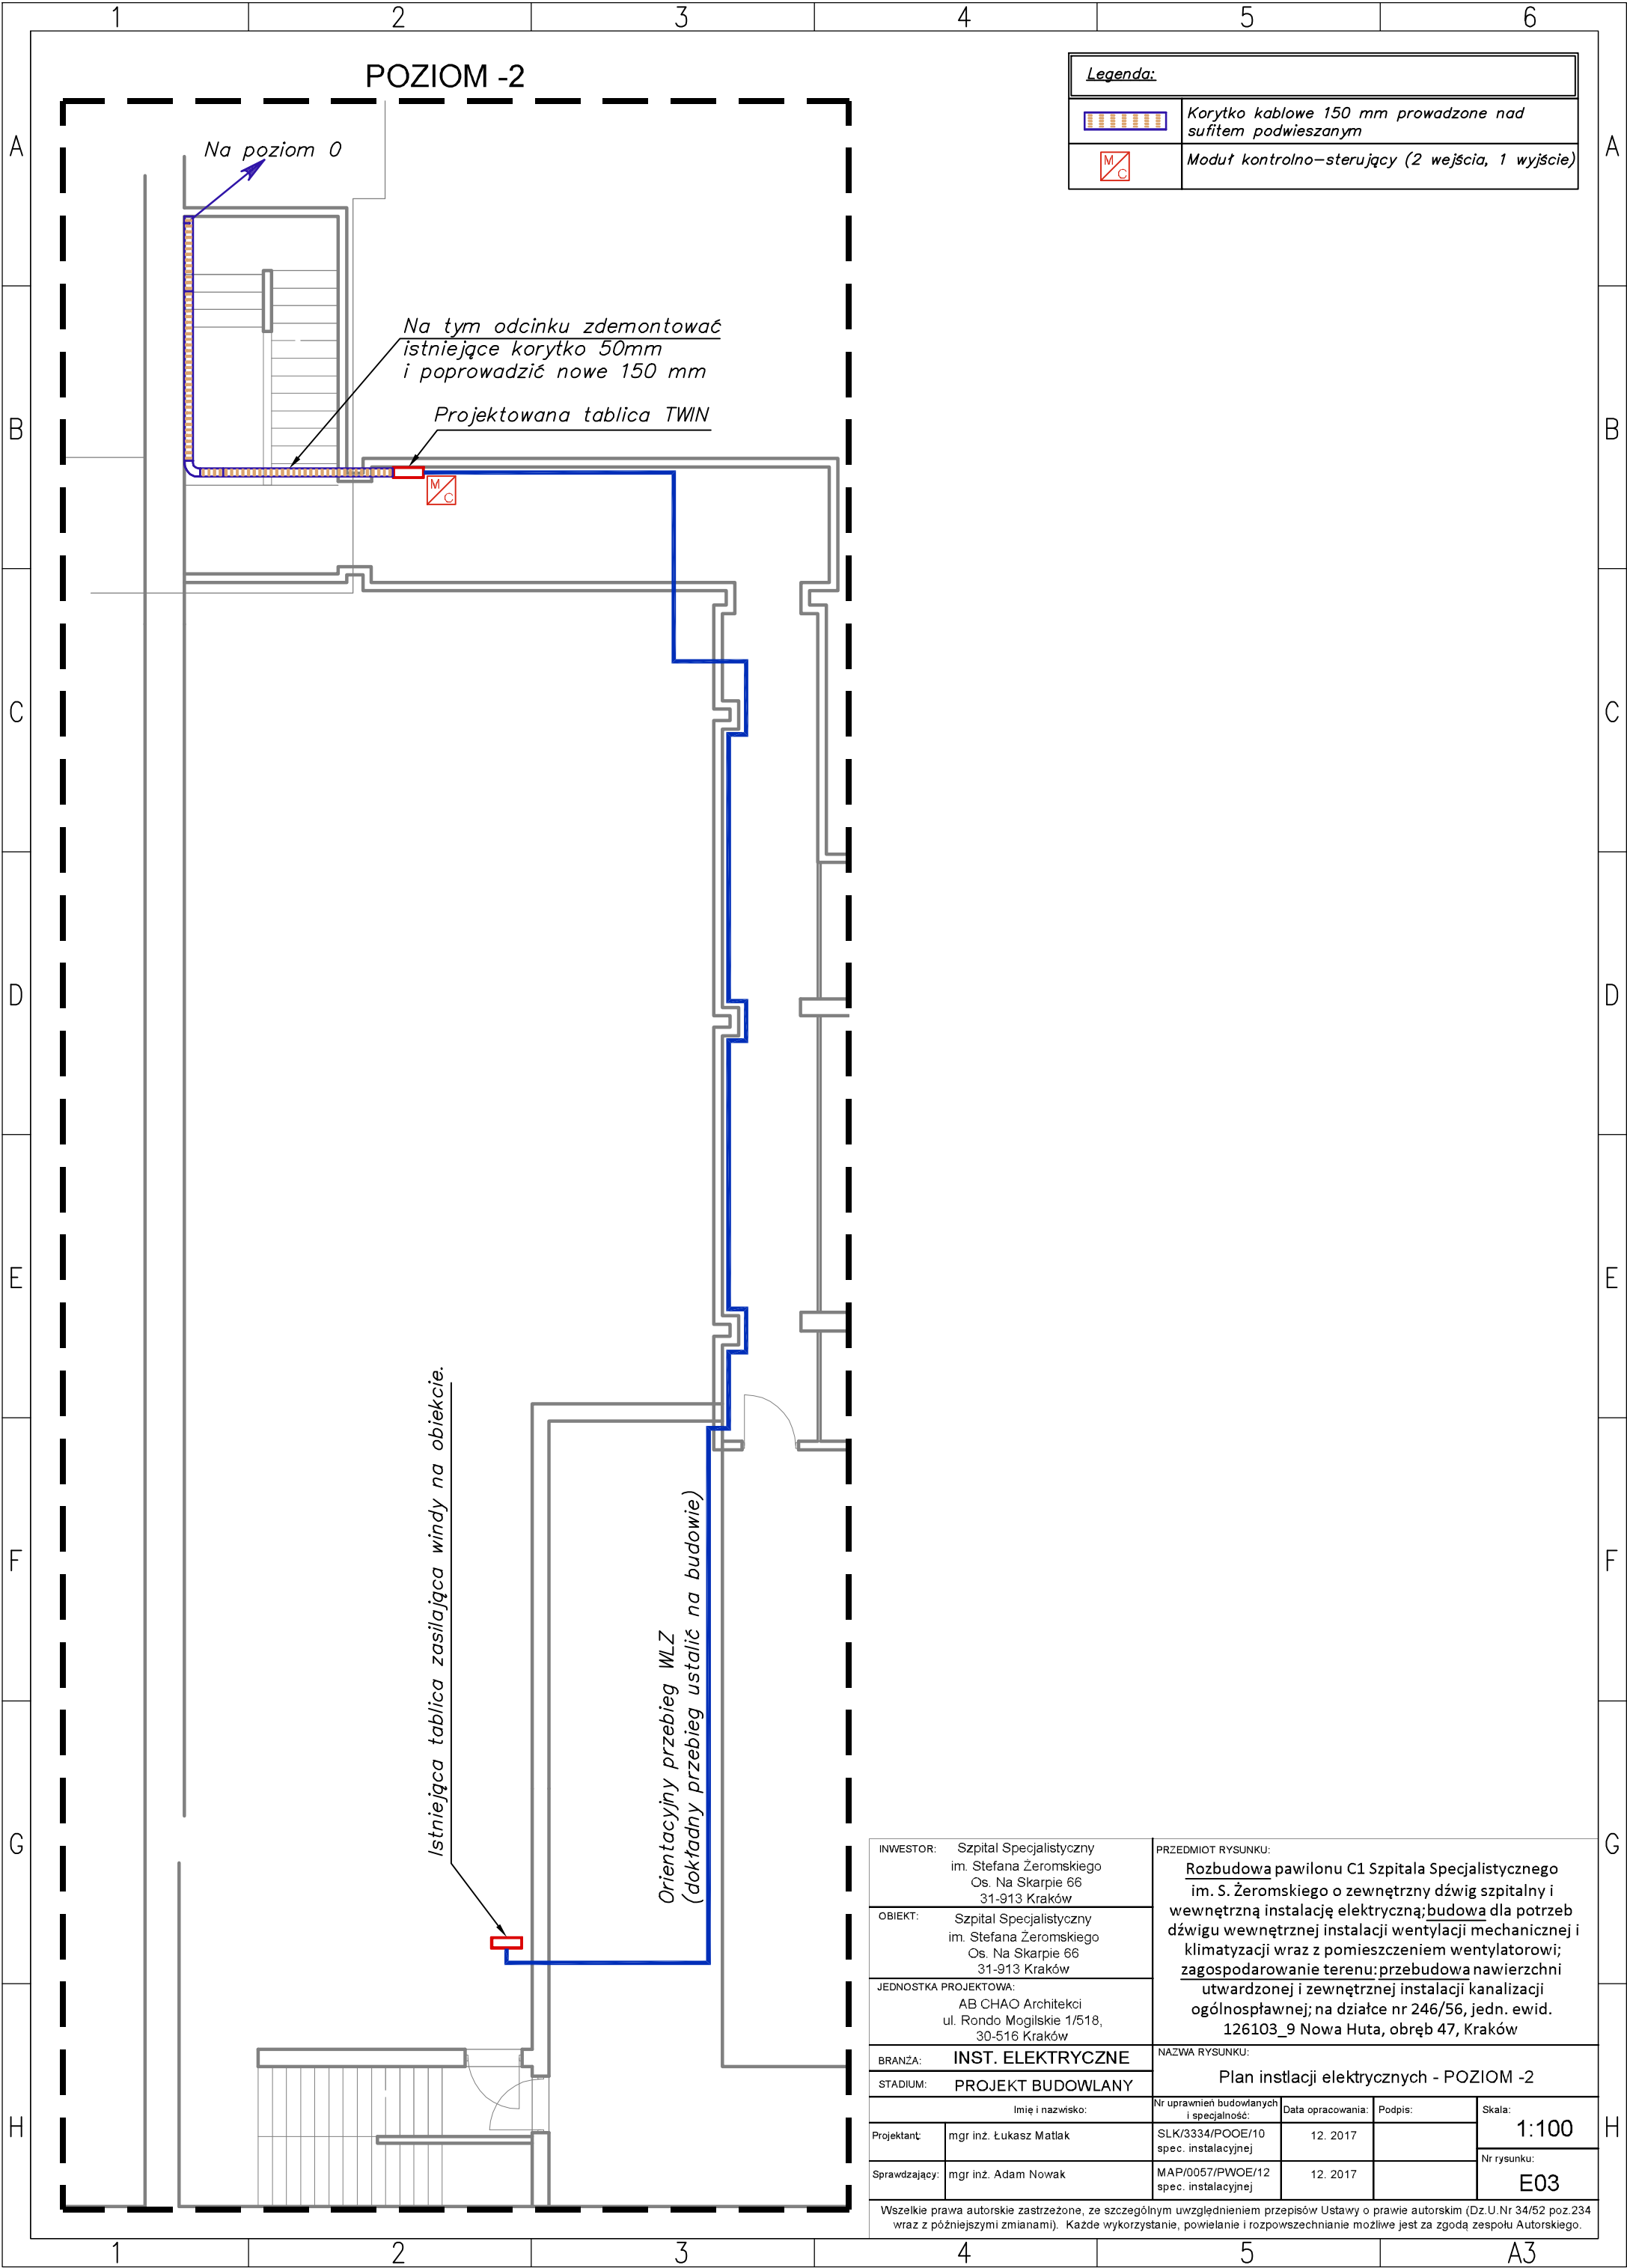 1 2 3 4 5 6
POZIOM -2
Legenda:
Korytko kablowe 150 mm prowadzone nad
sufitem podwieszanym
M/C
Moduł kontrolno-sterujący (2 wejścia, 1 wyjście)
A
A
Na poziom 0
Na tym odcinku zdemontować
istniejące korytko 50mm
i poprowadzić nowe 150 mm
Projektowana tablica TWIN
B
B
M/C
C
C
D
D
E
E
Istniejąca tablica zasilająca windy na obiekcie.
Orientacyjny przebieg WLZ
(dokładny przebieg ustalić na budowie)
F
F
G
G
INWESTOR:
Szpital Specjalistyczny
im. Stefana Żeromskiego
Os. Na Skarpie 66
31-913 Kraków
OBIEKT:
Szpital Specjalistyczny
im. Stefana Żeromskiego
Os. Na Skarpie 66
31-913 Kraków
JEDNOSTKA PROJEKTOWA:
AB CHAO Architekci
ul. Rondo Mogilskie 1/518,
30-516 Kraków
PRZEDMIOT RYSUNKU:
Rozbudowa pawilonu C1 Szpitala Specjalistycznego
im. S. Żeromskiego o zewnętrzny dźwig szpitalny i
wewnętrzną instalację elektryczną; budowa dla potrzeb
dźwigu wewnętrznej instalacji wentylacji mechanicznej i
klimatyzacji wraz z pomieszczeniem wentylatorowi;
zagospodarowanie terenu: przebudowa nawierzchni
utwardzonej i zewnętrznej instalacji kanalizacji
ogólnospławnej; na działce nr 246/56, jedn. ewid.
126103_9 Nowa Huta, obręb 47, Kraków
BRANŻA: INST. ELEKTRYCZNE
STADIUM: PROJEKT BUDOWLANY
NAZWA RYSUNKU:
Plan instlacji elektrycznych - POZIOM -2
H
H
Imię i nazwisko:
Nr uprawnień budowlanych
i specjalność:
Data opracowania:
Podpis:
Skala:
1:100
Projektant:
mgr inż. Łukasz Matlak
SLK/3334/POOE/10
spec. instalacyjnej
12. 2017
Nr rysunku:
E03
Sprawdzający:
mgr inż. Adam Nowak
MAP/0057/PWOE/12
spec. instalacyjnej
12. 2017
Wszelkie prawa autorskie zastrzeżone, ze szczególnym uwzględnieniem przepisów Ustawy o prawie autorskim (Dz.U.Nr 34/52 poz.234
wraz z późniejszymi zmianami). Każde wykorzystanie, powielanie i rozpowszechnianie możliwe jest za zgodą zespołu Autorskiego.
1 2 3 4 5 A3